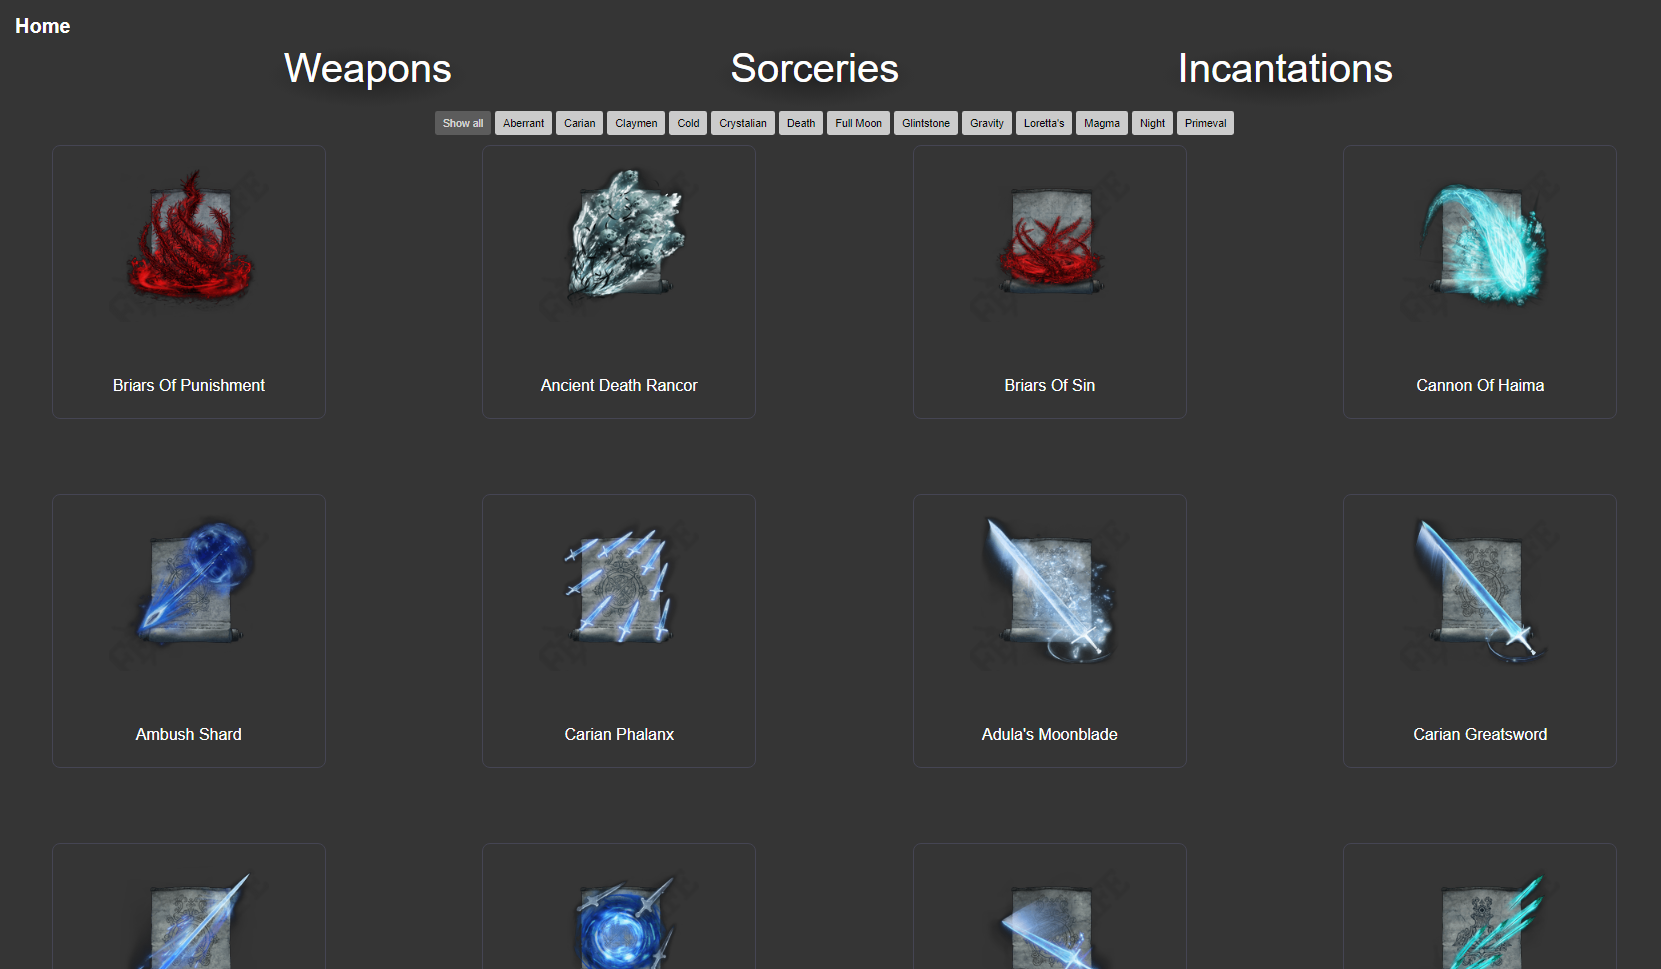 Home
Weapons Sorceries Incantations
Show all Aberrant Carian Claymen Cold Crystalian Death Full Moon Glintstone Gravity Loretta's Magma Night Primeval
Briars Of Punishment Ancient Death Rancor Briars Of Sin Cannon Of Haima
Ambush Shard Carian Phalanx Adula's Moonblade Carian Greatsword